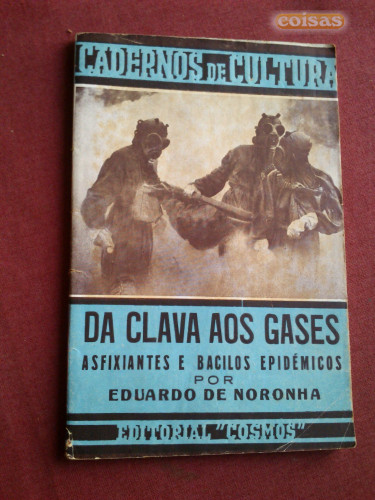 coisas
CADERNOS DE CULTURA
DA CLAVA AOS GASES
ASFIXIANTES E BACILOS EPIDÉMICOS
POR
EDUARDO DE NORONHA
EDITORIAL "COSMOS"